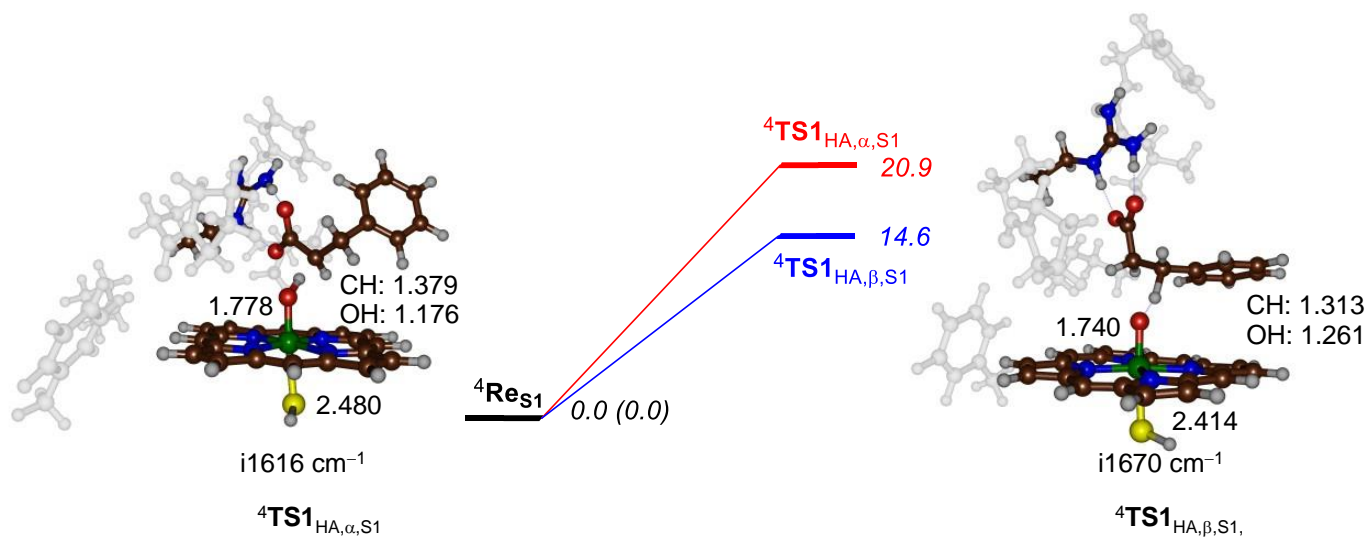 ⁴TS1HA,α,S1
20.9
14.6
⁴TS1HA,β,S1
⁴ReS1
0.0 (0.0)
CH: 1.379
OH: 1.176
1.778
2.480
i1616 cm⁻¹
⁴TS1HA,α,S1
CH: 1.313
OH: 1.261
1.740
2.414
i1670 cm⁻¹
⁴TS1HA,β,S1,